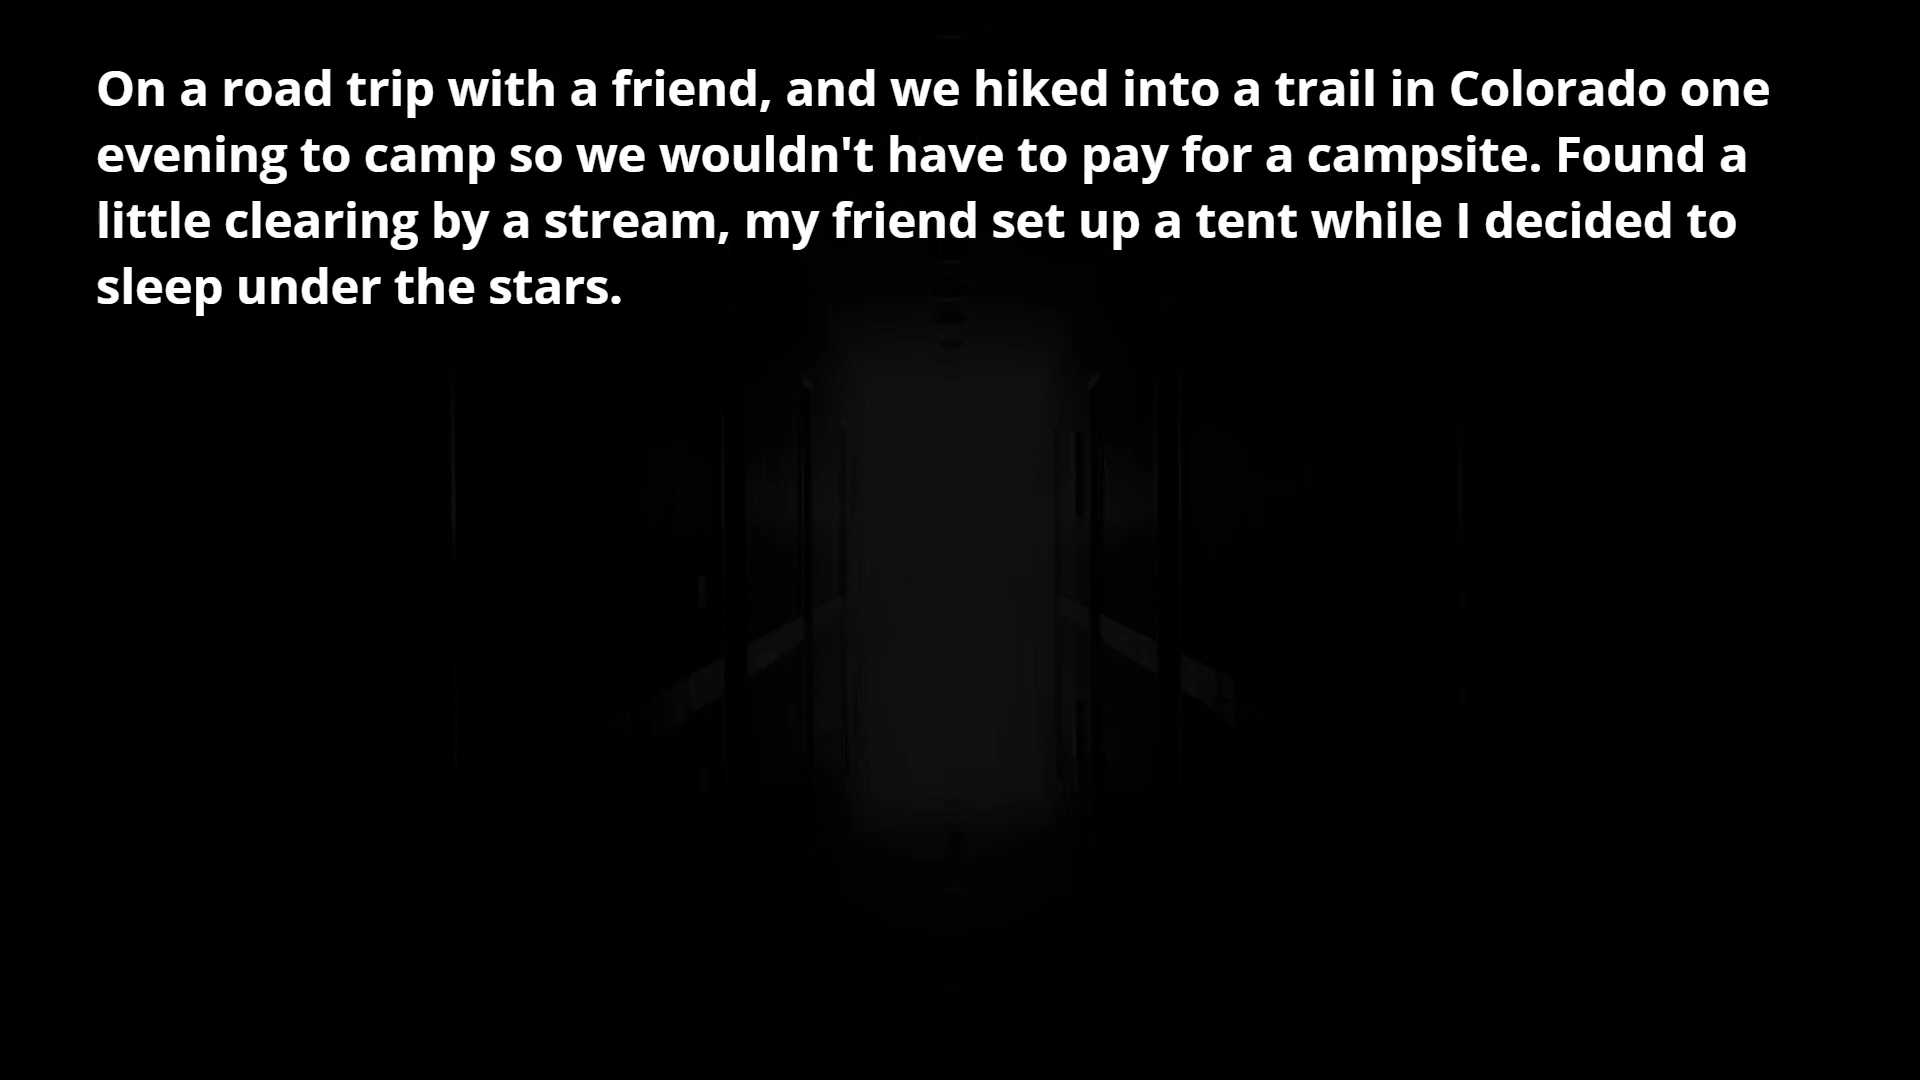 On a road trip with a friend, and we hiked into a trail in Colorado one
evening to camp so we wouldn't have to pay for a campsite. Found a
little clearing by a stream, my friend set up a tent while I decided to
sleep under the stars.